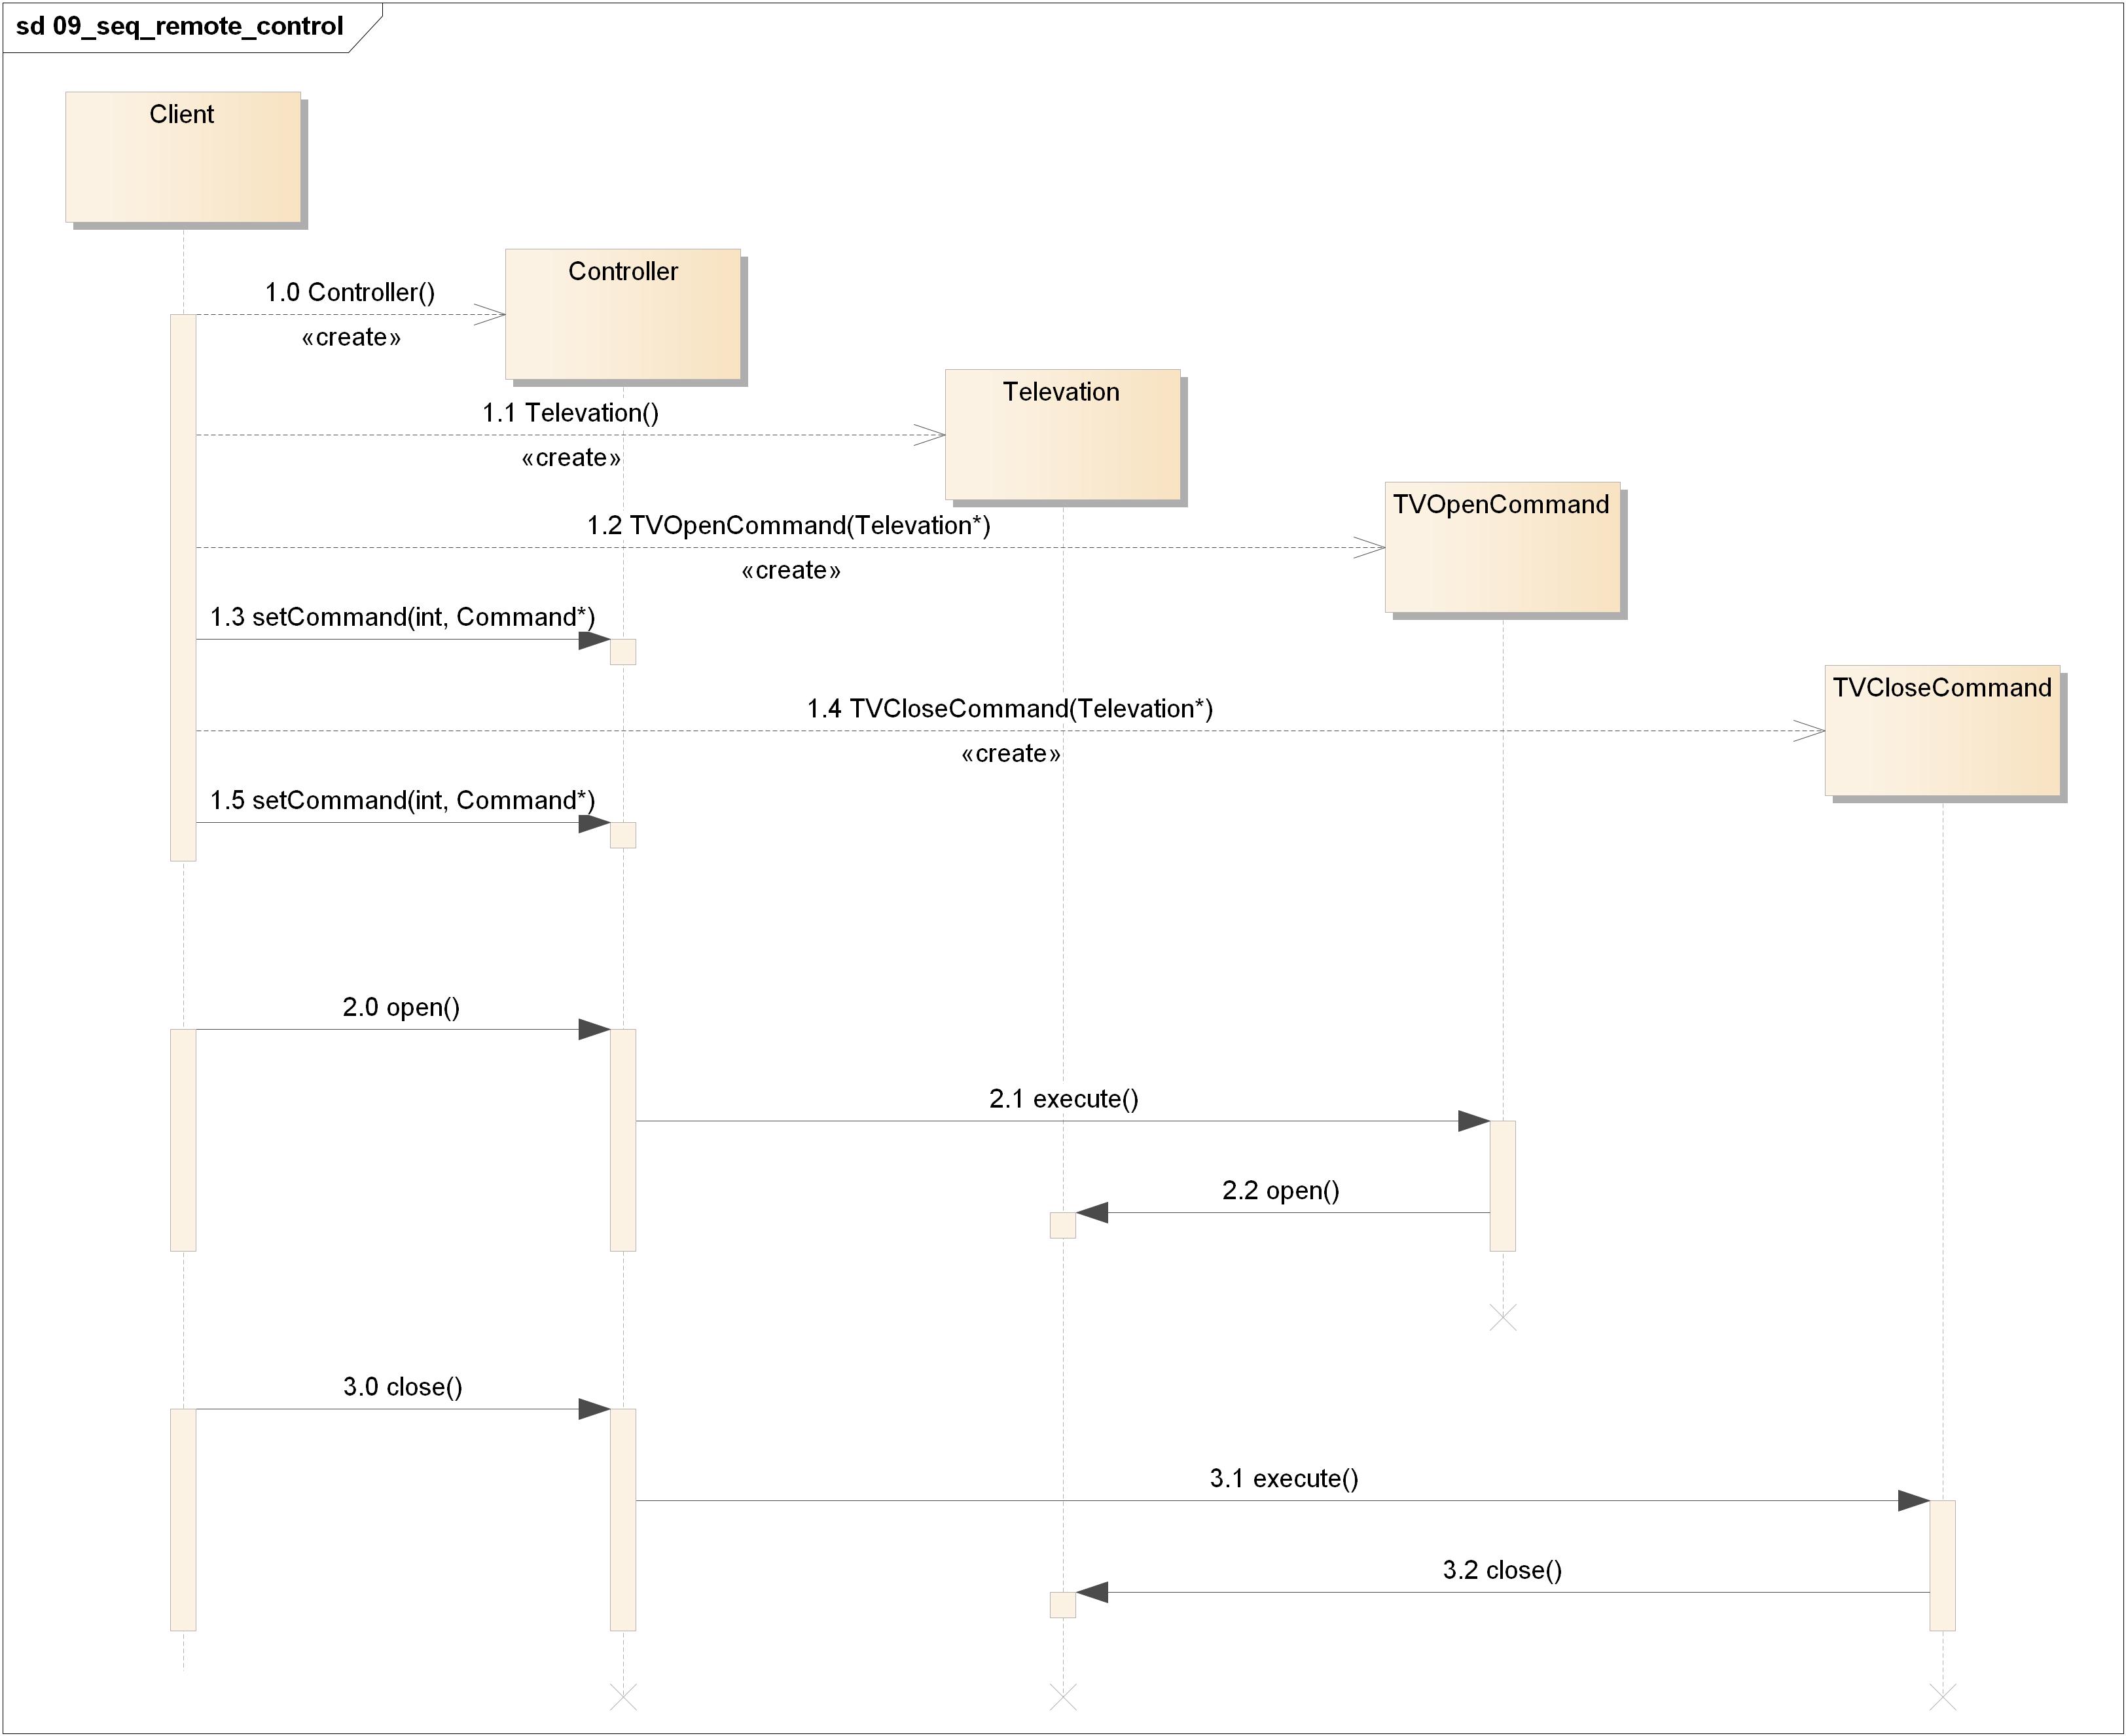 sd 09_seq_remote_control
Client
Controller
1.0 Controller()
«create»
Televation
1.1 Televation()
«create»
TVOpenCommand
1.2 TVOpenCommand(Televation*)
«create»
1.3 setCommand(int, Command*)
TVCloseCommand
1.4 TVCloseCommand(Televation*)
«create»
1.5 setCommand(int, Command*)
2.0 open()
2.1 execute()
2.2 open()
3.0 close()
3.1 execute()
3.2 close()